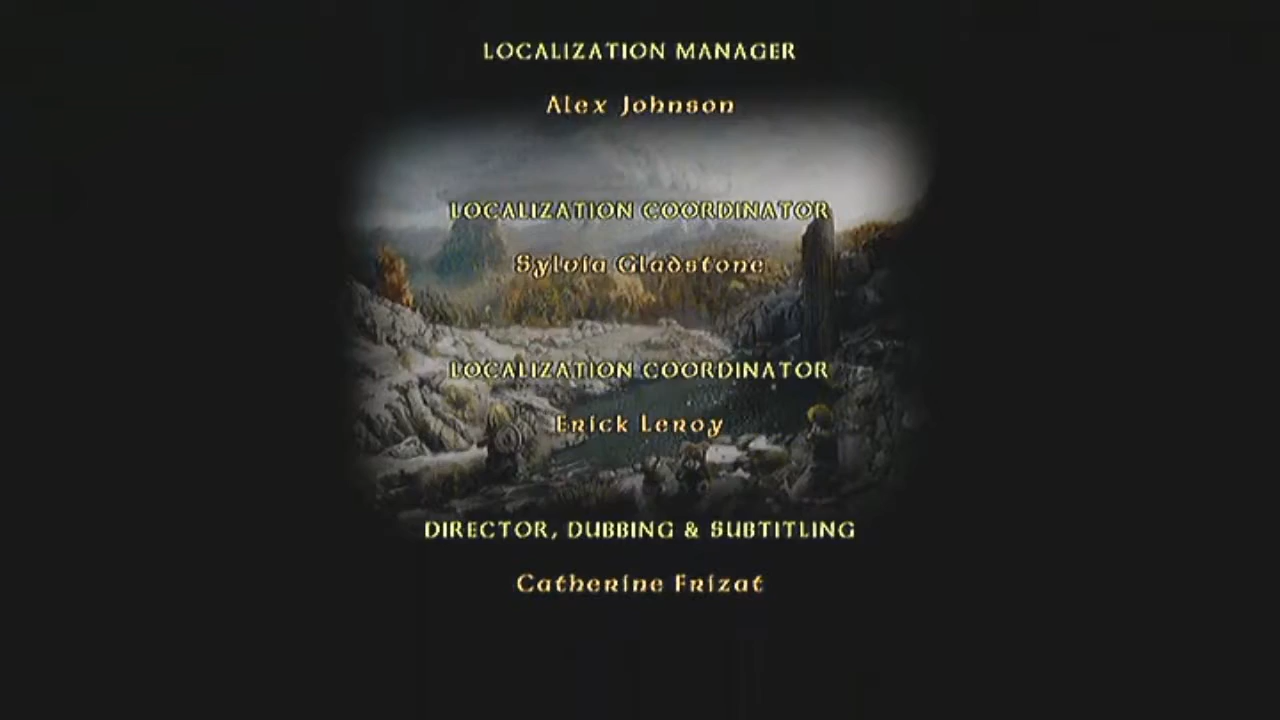 LOCALIZATION MANAGER
Alex Johnson
LOCALIZATION COORDINATOR
Sylvia Gladstone
LOCALIZATION COORDINATOR
Erick Leroy
DIRECTOR, DUBBING & SUBTITLING
Catherine Frizat